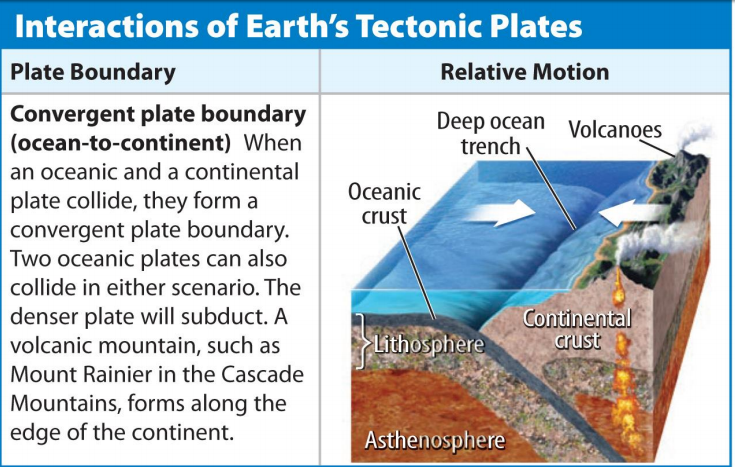 Interactions of Earth's Tectonic Plates
Plate Boundary
Relative Motion
Convergent plate boundary
(ocean-to-continent) When
an oceanic and a continental
plate collide, they form a
convergent plate boundary.
Two oceanic plates can also
collide in either scenario. The
denser plate will subduct. A
volcanic mountain, such as
Mount Rainier in the Cascade
Mountains, forms along the
edge of the continent.
Deep ocean
trench
Volcanoes
Oceanic
crust
Continental
crust
Lithosphere
Asthenosphere